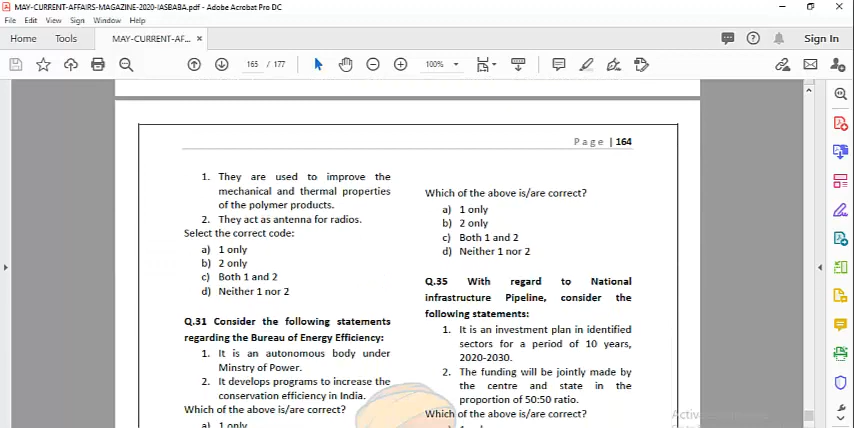 MAY-CURRENT-AFFAIRS-MAGAZINE-2020-IASBABA.pdf - Adobe Acrobat Pro DC
File Edit View Sign Window Help
Home Tools MAY-CURRENT-AF... × Sign In
165 / 177 100%
Page | 164
1. They are used to improve the
mechanical and thermal properties
of the polymer products.
2. They act as antenna for radios.
Select the correct code:
a) 1 only
b) 2 only
c) Both 1 and 2
d) Neither 1 nor 2
Q.31 Consider the following statements
regarding the Bureau of Energy Efficiency:
1. It is an autonomous body under
Minstry of Power.
2. It develops programs to increase the
conservation efficiency in India.
Which of the above is/are correct?
a) 1 only
Which of the above is/are correct?
a) 1 only
b) 2 only
c) Both 1 and 2
d) Neither 1 nor 2
Q.35 With regard to National
infrastructure Pipeline, consider the
following statements:
1. It is an investment plan in identified
sectors for a period of 10 years,
2020-2030.
2. The funding will be jointly made by
the centre and state in the
proportion of 50:50 ratio.
Which of the above is/are correct?